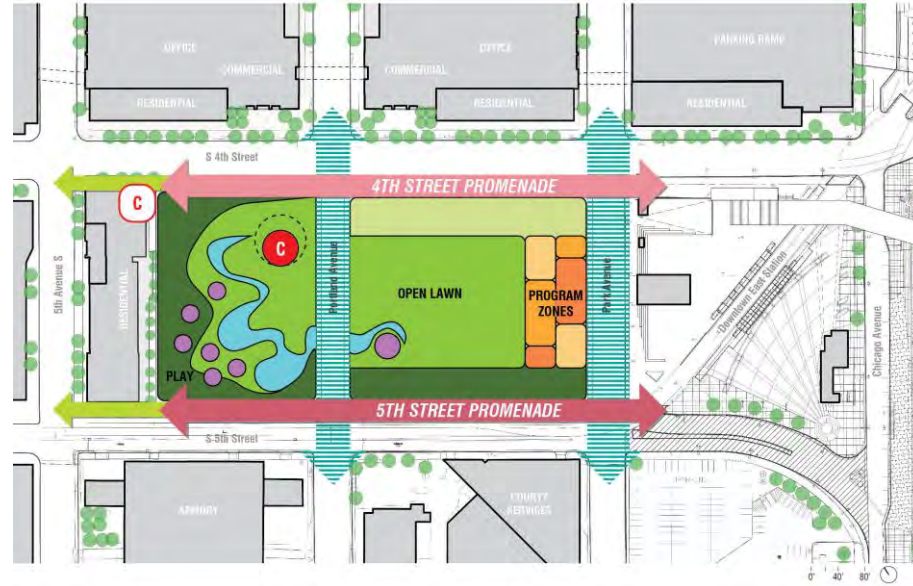 OFFICE
COMMERCIAL
RESIDENTIAL
OFFICE
COMMERCIAL
RESIDENTIAL
PARKING RAMP
RESIDENTIAL
S 4th Street
4TH STREET PROMENADE
C
C
5th Avenue S
RESIDENTIAL
Portland Avenue
OPEN LAWN
PROGRAM
ZONES
Park Avenue
Downtown East Station
Chicago Avenue
PLAY
5TH STREET PROMENADE
S 5th Street
ARMORY
COUNTY
SERVICES
0' 40' 80'